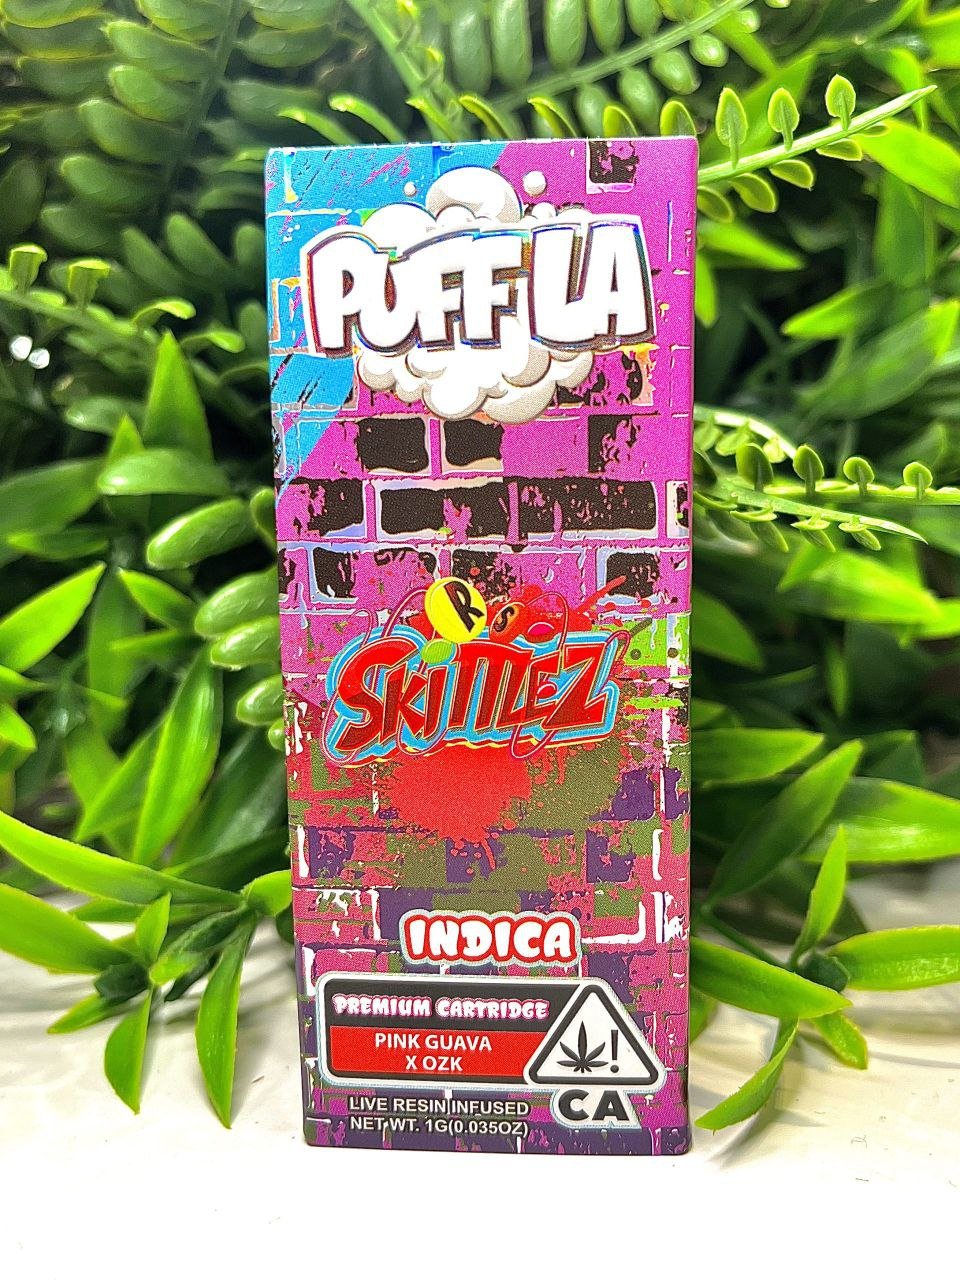 PUFF LA
R S
SKITTLEZ
INDICA
PREMIUM CARTRIDGE
PINK GUAVA
X OZK
!
CA
LIVE RESIN INFUSED
NET WT. 1G(0.035OZ)